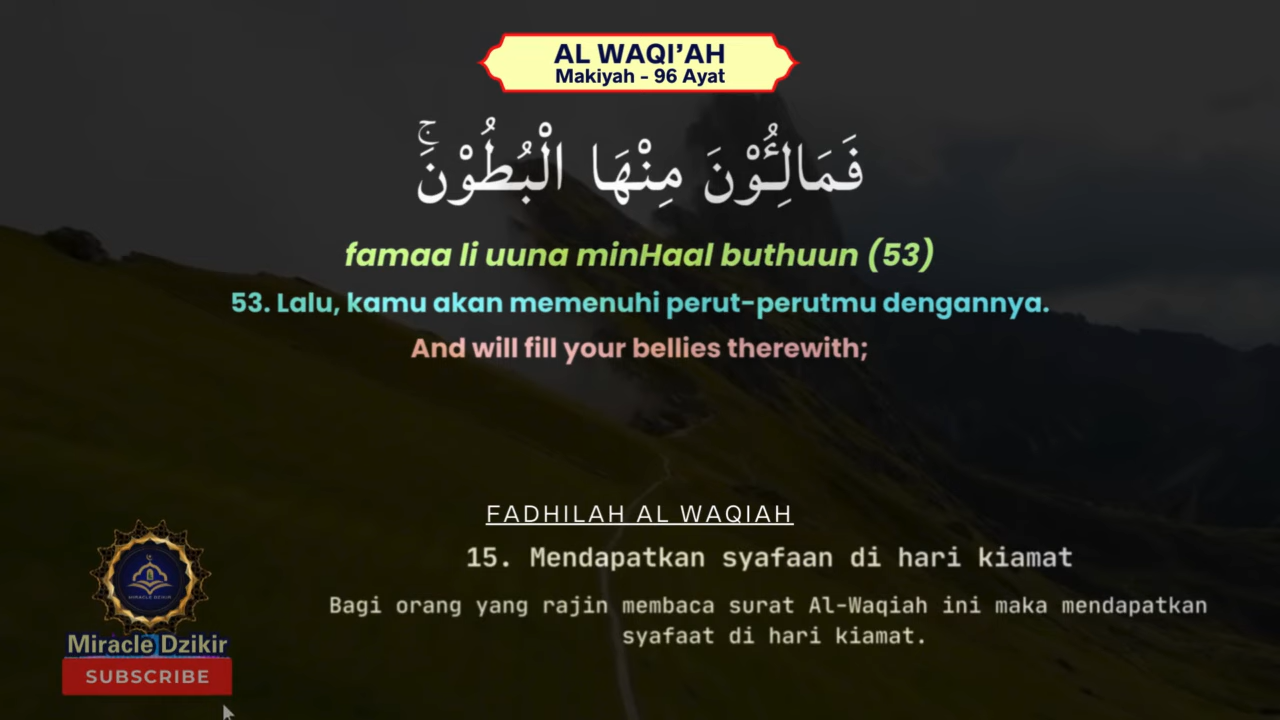 AL WAQI’AH
Makiyah - 96 Ayat
فَمَالِـُٔوْنَ مِنْهَا الْبُطُوْنَۚ
famaa li uuna minHaal buthuun (53)
53. Lalu, kamu akan memenuhi perut-perutmu dengannya.
And will fill your bellies therewith;
FADHILAH AL WAQIAH
15. Mendapatkan syafaan di hari kiamat
Bagi orang yang rajin membaca surat Al-Waqiah ini maka mendapatkan
syafaat di hari kiamat.
MIRACLE DZIKIR
Miracle Dzikir
SUBSCRIBE